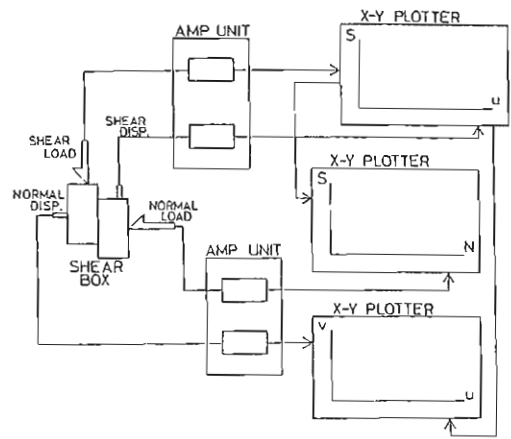 X-Y PLOTTER
AMP UNIT
S
u
SHEAR
DISP.
SHEAR
LOAD
X-Y PLOTTER
S
N
NORMAL
DISP.
NORMAL
LOAD
SHEAR
BOX
AMP UNIT
X-Y PLOTTER
v
u